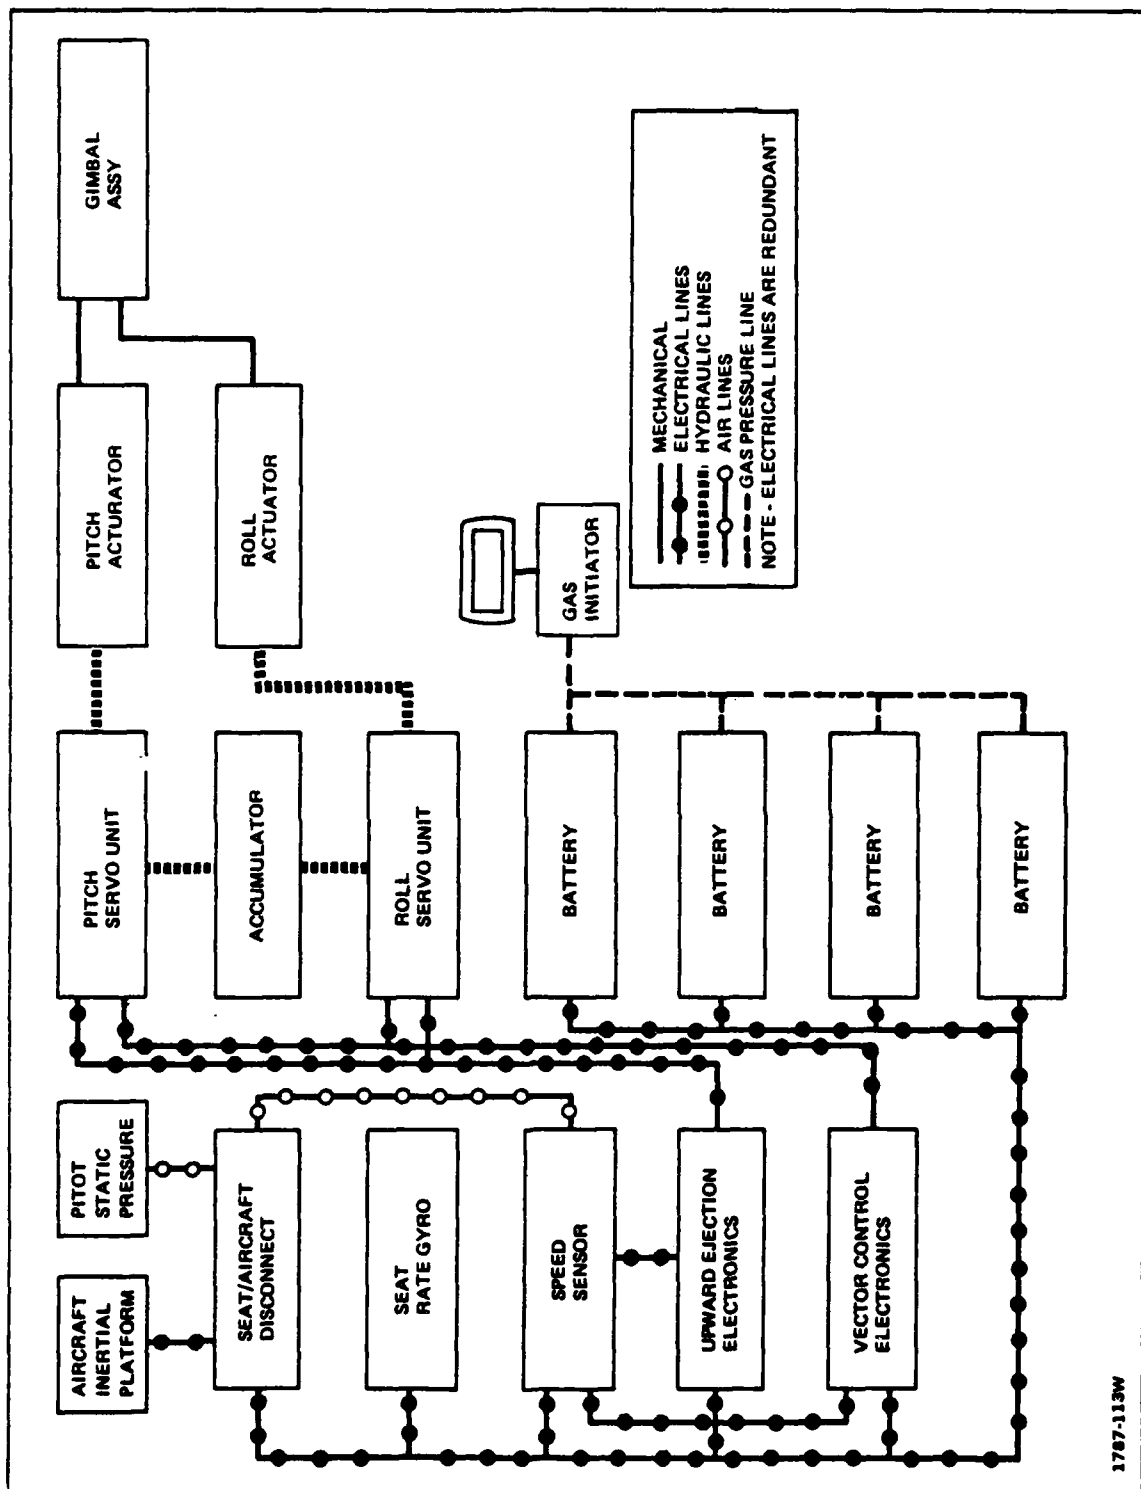 AIRCRAFT
INERTIAL
PLATFORM
PITOT
STATIC
PRESSURE
SEAT/AIRCRAFT
DISCONNECT
SEAT
RATE GYRO
SPEED
SENSOR
UPWARD EJECTION
ELECTRONICS
VECTOR CONTROL
ELECTRONICS
PITCH
SERVO UNIT
ACCUMULATOR
ROLL
SERVO UNIT
BATTERY
BATTERY
BATTERY
BATTERY
PITCH
ACTURATOR
ROLL
ACTUATOR
GAS
INITIATOR
GIMBAL
ASSY
MECHANICAL
ELECTRICAL LINES
HYDRAULIC LINES
AIR LINES
GAS PRESSURE LINE
NOTE - ELECTRICAL LINES ARE REDUNDANT
1787-113W